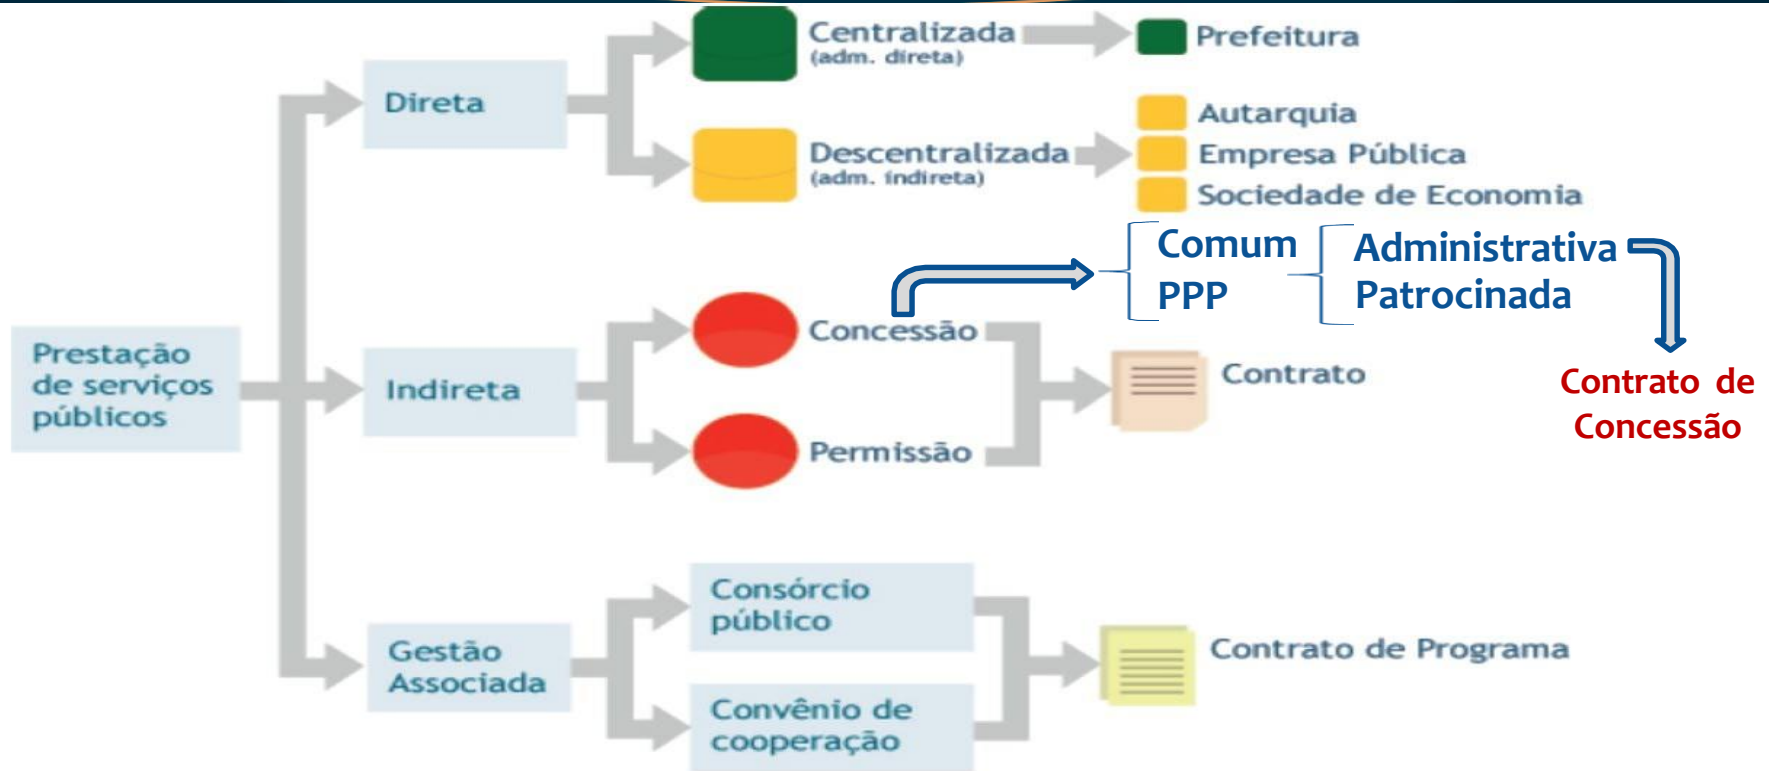 Centralizada
(adm. direta)
Prefeitura
Direta
Autarquia
Descentralizada
(adm. indireta)
Empresa Pública
Sociedade de Economia
Comum
PPP
Administrativa
Patrocinada
Prestação
de serviços
públicos
Indireta
Concessão
Permissão
Contrato
Contrato de
Concessão
Gestão
Associada
Consórcio
público
Convênio de
cooperação
Contrato de Programa